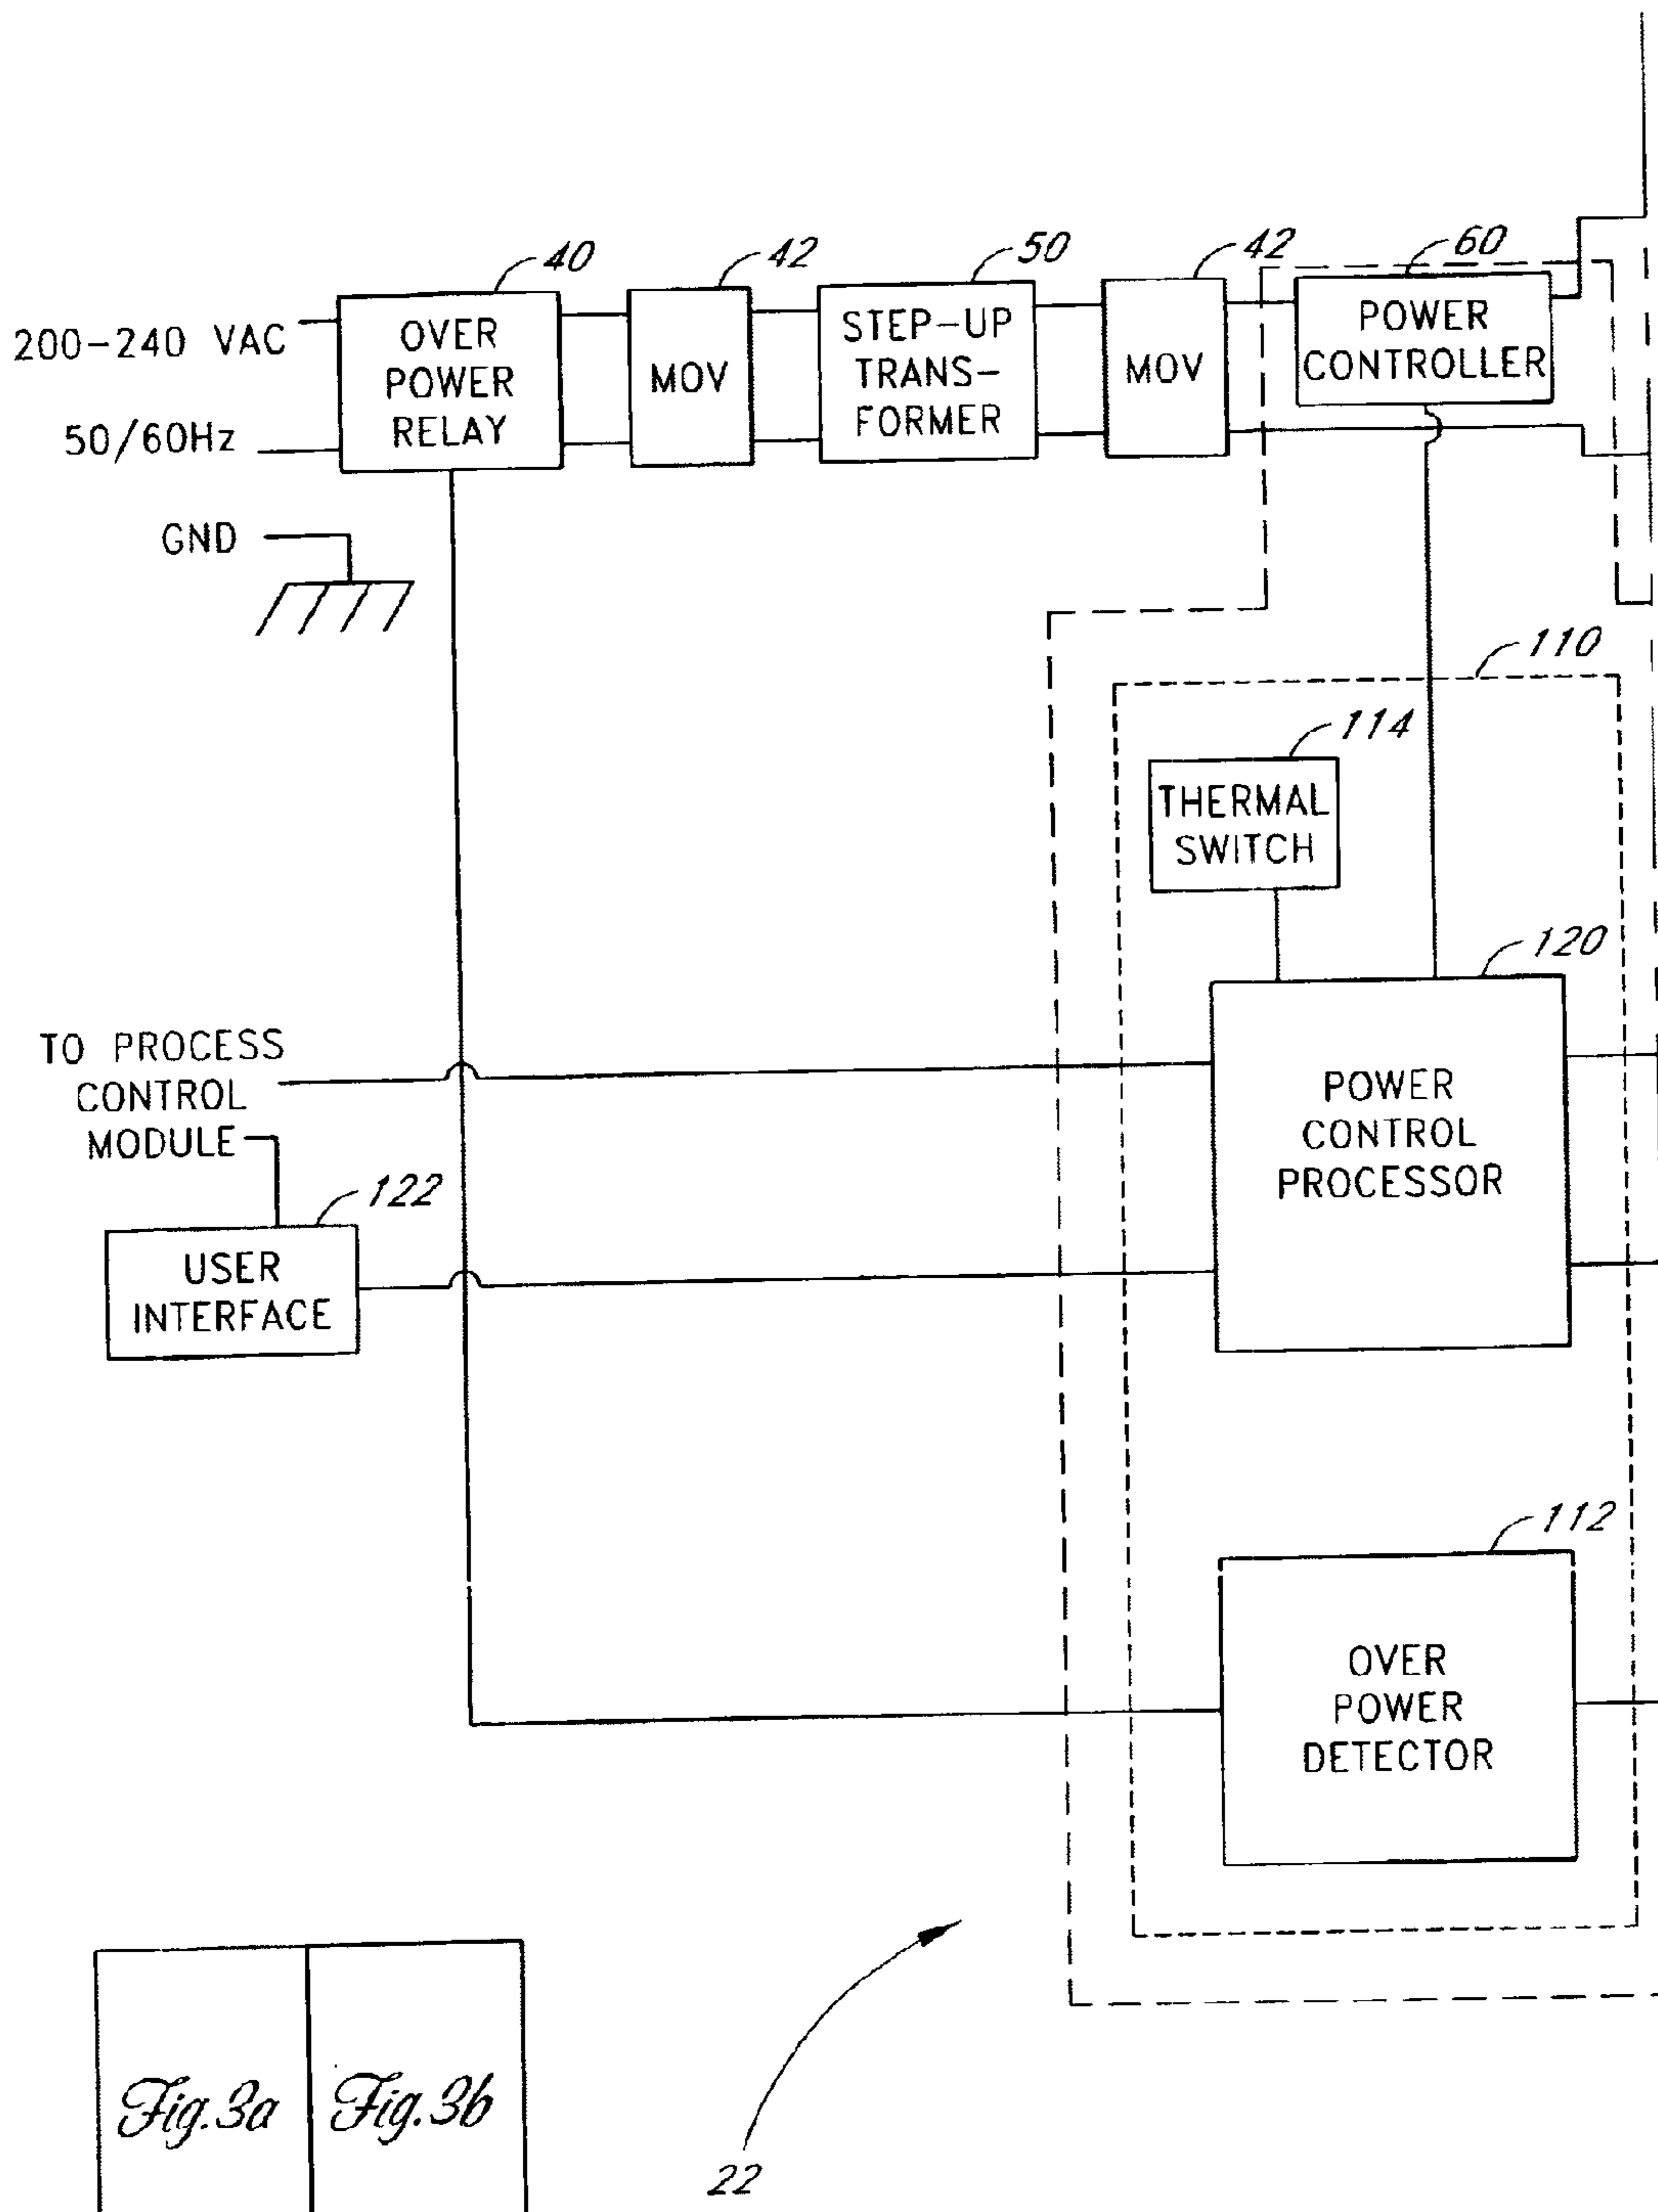 40
42
50
42
60
200-240 VAC
50/60Hz
GND
OVER
POWER
RELAY
MOV
STEP-UP
TRANS-
FORMER
MOV
POWER
CONTROLLER
110
114
THERMAL
SWITCH
120
TO PROCESS
CONTROL
MODULE
POWER
CONTROL
PROCESSOR
122
USER
INTERFACE
112
OVER
POWER
DETECTOR
Fig.3a
Fig.3b
22